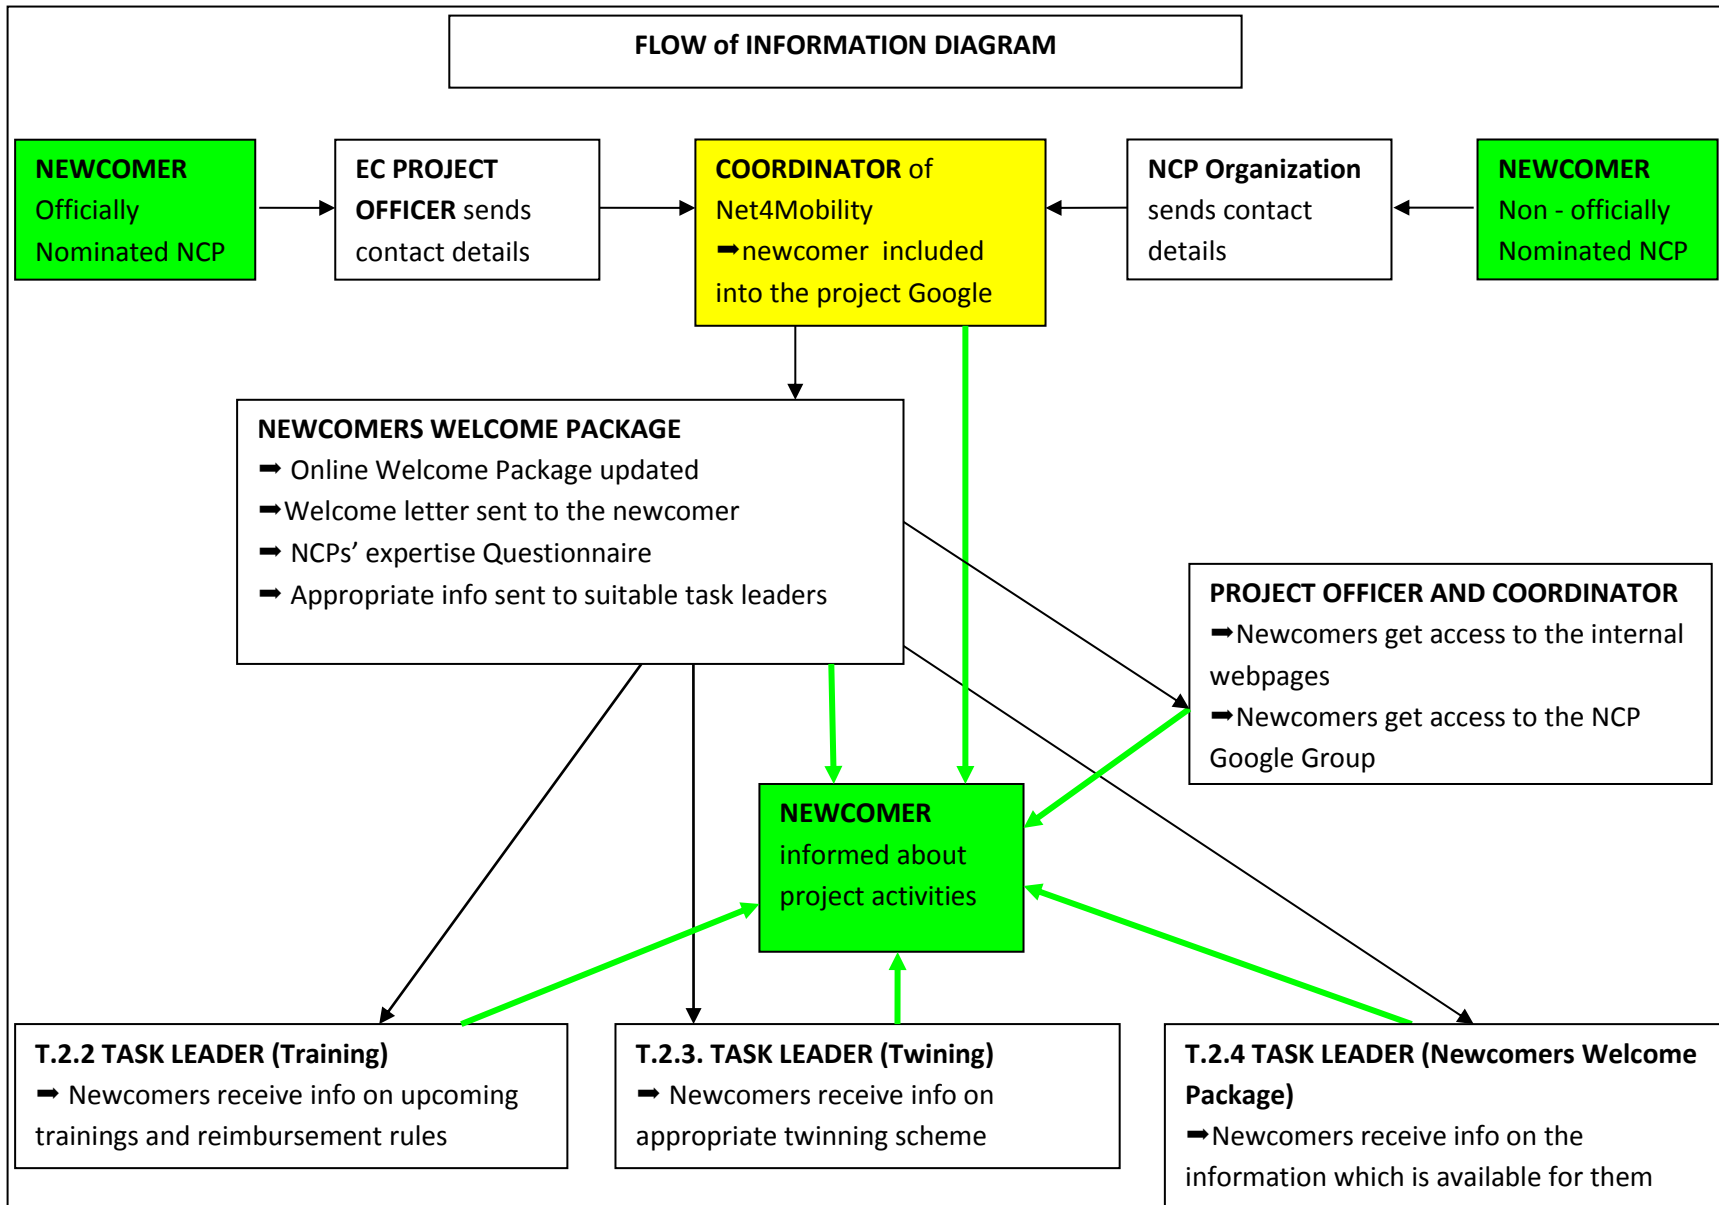 FLOW of INFORMATION DIAGRAM
NEWCOMER
Officially
Nominated NCP
EC PROJECT
OFFICER sends
contact details
COORDINATOR of
Net4Mobility
➡newcomer included
into the project Google
NCP Organization
sends contact
details
NEWCOMER
Non - officially
Nominated NCP
NEWCOMERS WELCOME PACKAGE
➡ Online Welcome Package updated
➡Welcome letter sent to the newcomer
➡ NCPs’ expertise Questionnaire
➡ Appropriate info sent to suitable task leaders
PROJECT OFFICER AND COORDINATOR
➡Newcomers get access to the internal
webpages
➡Newcomers get access to the NCP
Google Group
NEWCOMER
informed about
project activities
T.2.2 TASK LEADER (Training)
➡ Newcomers receive info on upcoming
trainings and reimbursement rules
T.2.3. TASK LEADER (Twining)
➡ Newcomers receive info on
appropriate twinning scheme
T.2.4 TASK LEADER (Newcomers Welcome
Package)
➡Newcomers receive info on the
information which is available for them